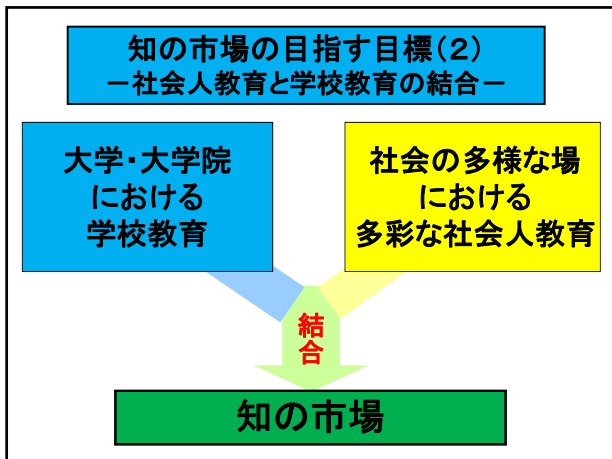 知の市場の目指す目標(2)
－社会人教育と学校教育の結合－
大学・大学院
における
学校教育
社会の多様な場
における
多彩な社会人教育
結合
知の市場